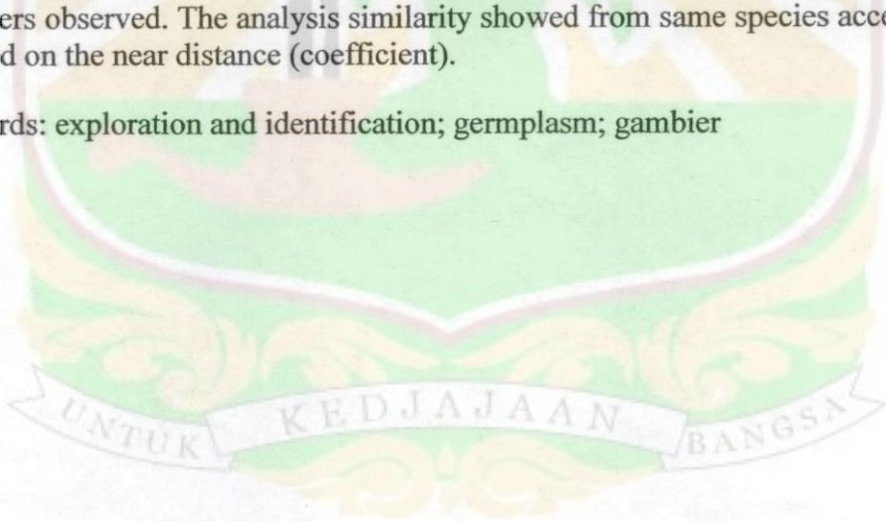 ers observed. The analysis similarity showed from same species acce
d on the near distance (coefficient).
rds: exploration and identification; germplasm; gambier
UNTUK KEDJAJAAN BANGSA